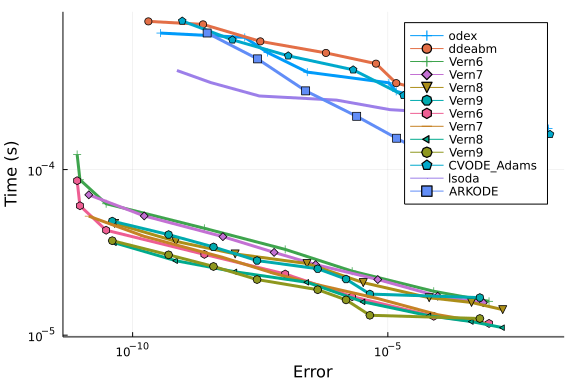 odex
ddeabm
Vern6
Vern7
Vern8
Vern9
Vern6
Vern7
Vern8
Vern9
CVODE_Adams
lsoda
ARKODE
Time (s)
10⁻⁴
10⁻⁵
10⁻¹⁰
10⁻⁵
Error